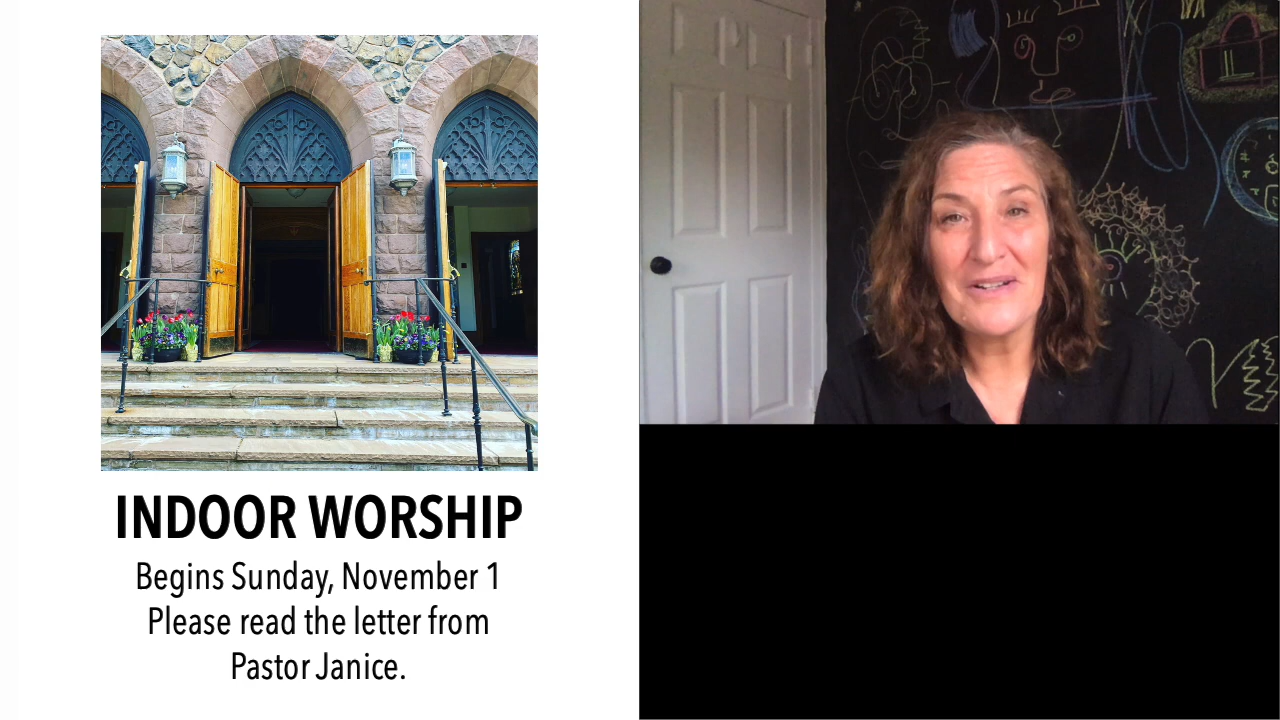 INDOOR WORSHIP
Begins Sunday, November 1
Please read the letter from
Pastor Janice.